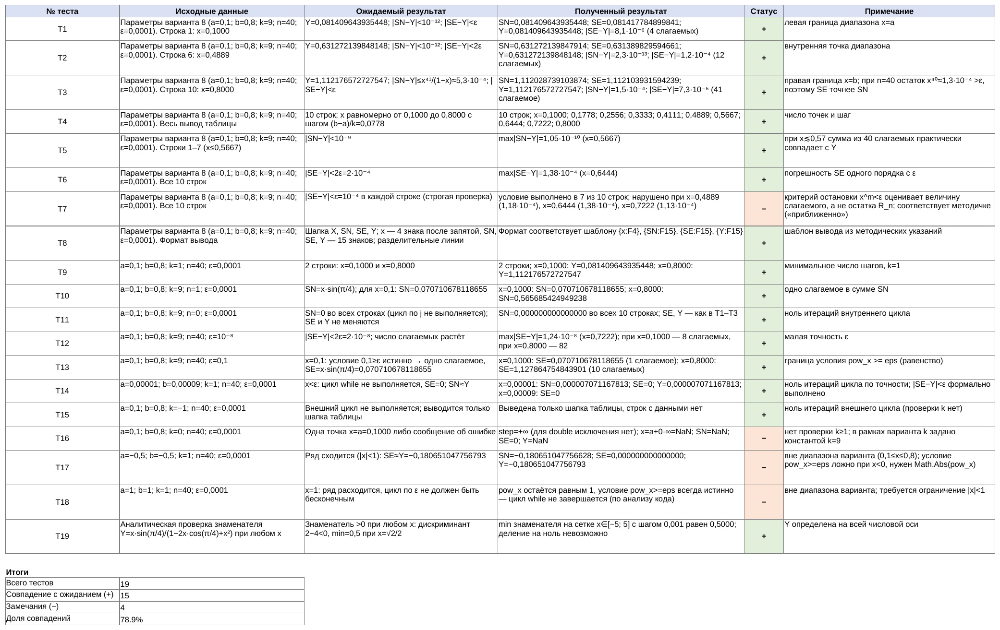 № теста	Исходные данные	Ожидаемый результат	Полученный результат	Статус	Примечание
T1
Параметры варианта 8 (a=0,1; b=0,8; k=9; n=40;
ε=0,0001). Строка 1: x=0,1000
Y=0,081409643935448; |SN−Y|<10⁻¹²; |SE−Y|<ε
SN=0,081409643935448; SE=0,081417784899841;
Y=0,081409643935448; |SE−Y|=8,1·10⁻⁶ (4 слагаемых)
+
левая граница диапазона x=a
T2
Параметры варианта 8 (a=0,1; b=0,8; k=9; n=40;
ε=0,0001). Строка 6: x=0,4889
Y=0,631272139848148; |SN−Y|<10⁻¹²; |SE−Y|<2ε
SN=0,631272139847914; SE=0,631389829594661;
Y=0,631272139848148; |SN−Y|=2,3·10⁻¹³; |SE−Y|=1,2·10⁻⁴ (12
слагаемых)
+
внутренняя точка диапазона
T3
Параметры варианта 8 (a=0,1; b=0,8; k=9; n=40;
ε=0,0001). Строка 10: x=0,8000
Y=1,112176572727547; |SN−Y|≤x⁴¹/(1−x)≈5,3·10⁻⁴; |
SE−Y|<ε
SN=1,112028739103874; SE=1,112103931594239;
Y=1,112176572727547; |SN−Y|=1,5·10⁻⁴; |SE−Y|=7,3·10⁻⁵ (41
слагаемое)
+
правая граница x=b; при n=40 остаток x⁴⁰≈1,3·10⁻⁴ >ε,
поэтому SE точнее SN
T4
Параметры варианта 8 (a=0,1; b=0,8; k=9; n=40;
ε=0,0001). Весь вывод таблицы
10 строк; x равномерно от 0,1000 до 0,8000 с
шагом (b−a)/k=0,0778
10 строк; x=0,1000; 0,1778; 0,2556; 0,3333; 0,4111; 0,4889; 0,5667;
0,6444; 0,7222; 0,8000
+
число точек и шаг
T5
Параметры варианта 8 (a=0,1; b=0,8; k=9; n=40;
ε=0,0001). Строки 1–7 (x≤0,5667)
|SN−Y|<10⁻⁹
max|SN−Y|=1,05·10⁻¹⁰ (x=0,5667)
+
при x≲0,57 сумма из 40 слагаемых практически
совпадает с Y
T6
Параметры варианта 8 (a=0,1; b=0,8; k=9; n=40;
ε=0,0001). Все 10 строк
|SE−Y|<2ε=2·10⁻⁴
max|SE−Y|=1,38·10⁻⁴ (x=0,6444)
+
погрешность SE одного порядка с ε
T7
Параметры варианта 8 (a=0,1; b=0,8; k=9; n=40;
ε=0,0001). Все 10 строк
|SE−Y|<ε=10⁻⁴ в каждой строке (строгая проверка)
условие выполнено в 7 из 10 строк; нарушено при x=0,4889
(1,18·10⁻⁴), x=0,6444 (1,38·10⁻⁴), x=0,7222 (1,13·10⁻⁴)
−
критерий остановки x^m<ε оценивает величину
слагаемого, а не остатка R_n; соответствует методичке
(«приближенно»)
T8
Параметры варианта 8 (a=0,1; b=0,8; k=9; n=40;
ε=0,0001). Формат вывода
Шапка X, SN, SE, Y; x — 4 знака после запятой, SN,
SE, Y — 15 знаков; разделительные линии
Формат соответствует шаблону {x:F4}, {SN:F15}, {SE:F15}, {Y:F15}
+
шаблон вывода из методических указаний
T9
a=0,1; b=0,8; k=1; n=40; ε=0,0001
2 строки: x=0,1000 и x=0,8000
2 строки; x=0,1000: Y=0,081409643935448; x=0,8000:
Y=1,112176572727547
+
минимальное число шагов, k=1
T10
a=0,1; b=0,8; k=9; n=1; ε=0,0001
SN=x·sin(π/4); для x=0,1: SN=0,070710678118655
x=0,1000: SN=0,070710678118655; x=0,8000:
SN=0,565685424949238
+
одно слагаемое в сумме SN
T11
a=0,1; b=0,8; k=9; n=0; ε=0,0001
SN=0 во всех строках (цикл по j не выполняется);
SE и Y не меняются
SN=0,000000000000000 во всех 10 строках; SE, Y — как в T1–T3
+
ноль итераций внутреннего цикла
T12
a=0,1; b=0,8; k=9; n=40; ε=10⁻⁸
|SE−Y|<2ε=2·10⁻⁸; число слагаемых растёт
max|SE−Y|=1,24·10⁻⁸ (x=0,7222); при x=0,1000 — 8 слагаемых,
при x=0,8000 — 82
+
малая точность ε
T13
a=0,1; b=0,8; k=9; n=40; ε=0,1
x=0,1: условие 0,1≥ε истинно → одно слагаемое,
SE=x·sin(π/4)=0,070710678118655
x=0,1000: SE=0,070710678118655 (1 слагаемое); x=0,8000:
SE=1,127864754843901 (10 слагаемых)
+
граница условия pow_x >= eps (равенство)
T14
a=0,00001; b=0,00009; k=1; n=40; ε=0,0001
x<ε: цикл while не выполняется, SE=0; SN≈Y
x=0,00001: SN=0,000007071167813; SE=0; Y=0,000007071167813;
x=0,00009: SE=0
+
ноль итераций цикла по точности; |SE−Y|<ε формально
выполнено
T15
a=0,1; b=0,8; k=−1; n=40; ε=0,0001
Внешний цикл не выполняется; выводится только
шапка таблицы
Выведена только шапка таблицы, строк с данными нет
+
ноль итераций внешнего цикла (проверки k нет)
T16
a=0,1; b=0,8; k=0; n=40; ε=0,0001
Одна точка x=a=0,1000 либо сообщение об ошибке
step=+∞ (для double исключения нет); x=a+0·∞=NaN; SN=NaN;
SE=0; Y=NaN
−
нет проверки k≥1; в рамках варианта k задано
константой k=9
T17
a=−0,5; b=−0,5; k=1; n=40; ε=0,0001
Ряд сходится (|x|<1): SE≈Y=−0,180651047756793
SN=−0,180651047756628; SE=0,000000000000000;
Y=−0,180651047756793
−
вне диапазона варианта (0,1≤x≤0,8); условие
pow_x>=eps ложно при x<0, нужен Math.Abs(pow_x)
T18
a=1; b=1; k=1; n=40; ε=0,0001
x=1: ряд расходится, цикл по ε не должен быть
бесконечным
pow_x остаётся равным 1, условие pow_x>=eps всегда истинно
— цикл while не завершается (по анализу кода)
−
вне диапазона варианта; требуется ограничение |x|<1
T19
Аналитическая проверка знаменателя
Y=x·sin(π/4)/(1−2x·cos(π/4)+x²) при любом x
Знаменатель >0 при любом x: дискриминант
2−4<0, min=0,5 при x=√2/2
min знаменателя на сетке x∈[−5; 5] с шагом 0,001 равен 0,5000;
деление на ноль невозможно
+
Y определена на всей числовой оси
Итоги
Всего тестов	19
Совпадение с ожиданием (+)	15
Замечания (−)	4
Доля совпадений	78.9%